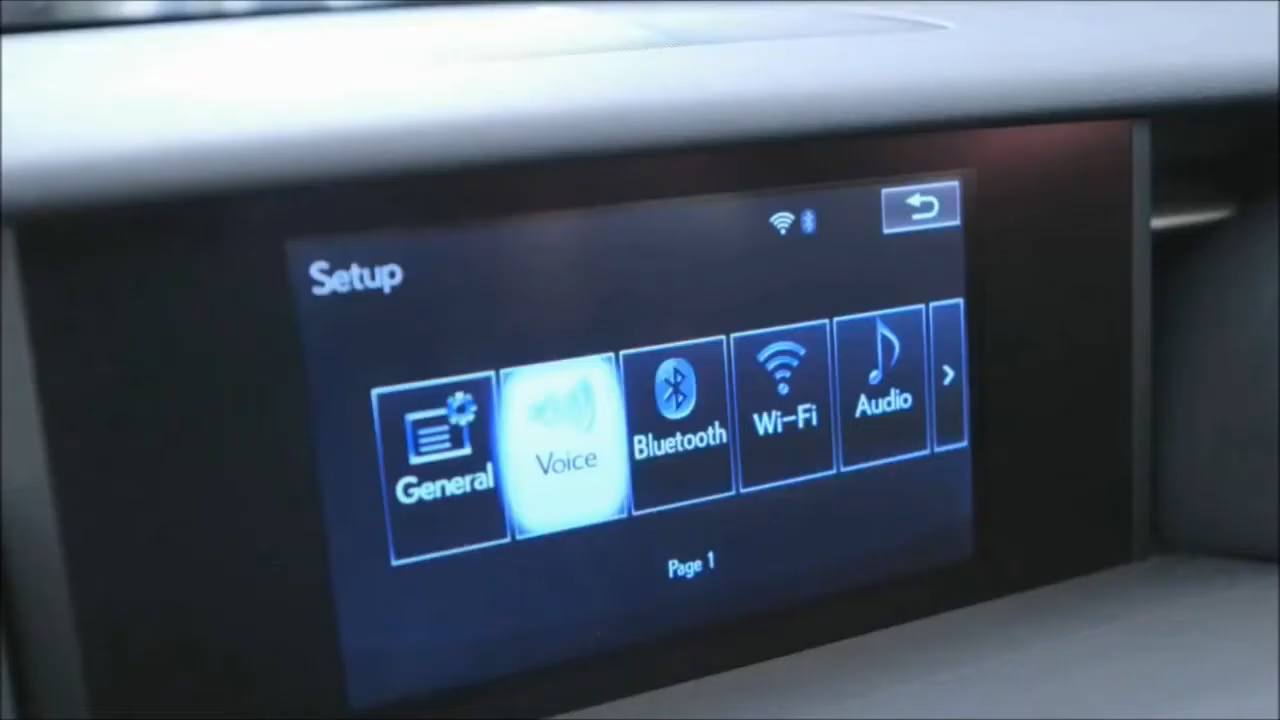 Setup
General
Voice
Bluetooth
Wi-Fi
Audio
Page 1